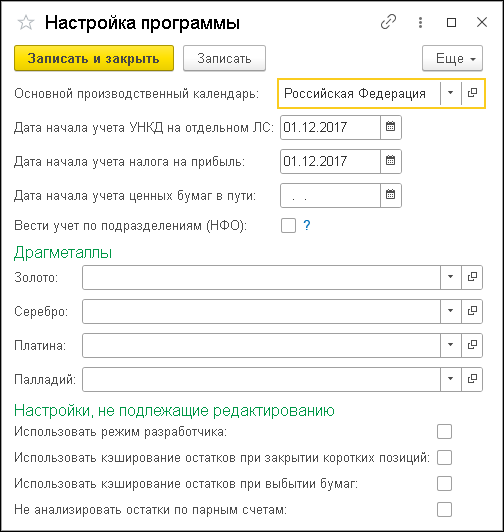 Настройка программы
Записать и закрыть Записать Еще
Основной производственный календарь: Российская Федерация
Дата начала учета УНКД на отдельном ЛС: 01.12.2017
Дата начала учета налога на прибыль: 01.12.2017
Дата начала учета ценных бумаг в пути: . .
Вести учет по подразделениям (НФО): ?
Драгметаллы
Золото:
Серебро:
Платина:
Палладий:
Настройки, не подлежащие редактированию
Использовать режим разработчика:
Использовать кэширование остатков при закрытии коротких позиций:
Использовать кэширование остатков при выбытии бумаг:
Не анализировать остатки по парным счетам: